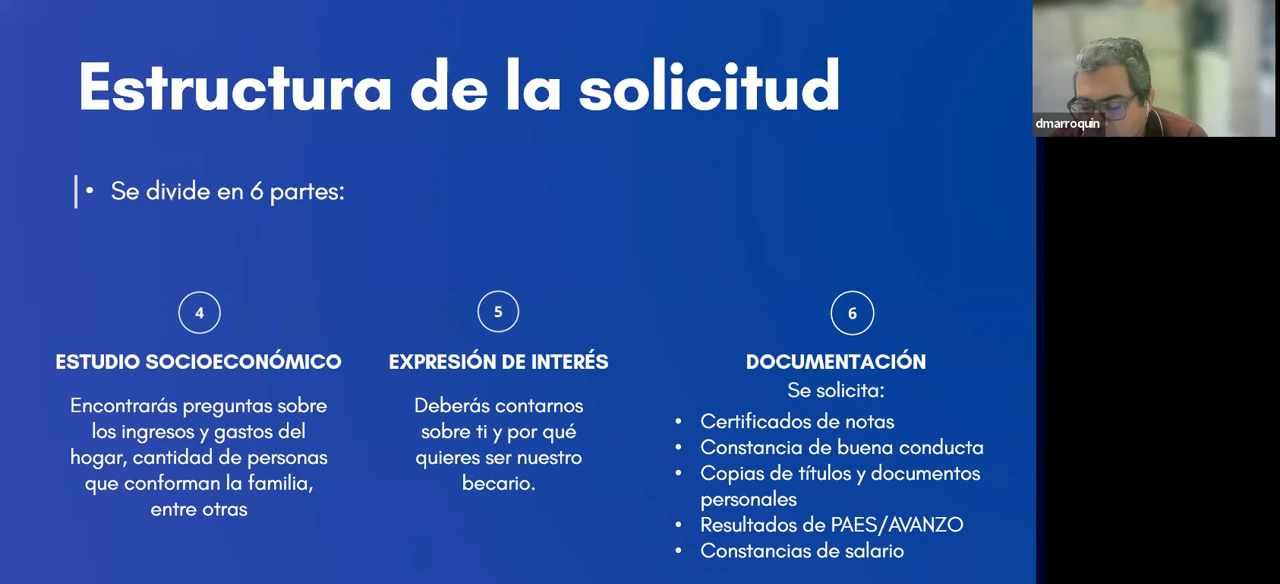 Estructura de la solicitud
dmarroquín
• Se divide en 6 partes:
4
ESTUDIO SOCIOECONÓMICO
Encontrarás preguntas sobre
los ingresos y gastos del
hogar, cantidad de personas
que conforman la familia,
entre otras
5
EXPRESIÓN DE INTERÉS
Deberás contarnos
sobre ti y por qué
quieres ser nuestro
becario.
6
DOCUMENTACIÓN
Se solicita:
• Certificados de notas
• Constancia de buena conducta
• Copias de títulos y documentos
personales
• Resultados de PAES/AVANZO
• Constancias de salario